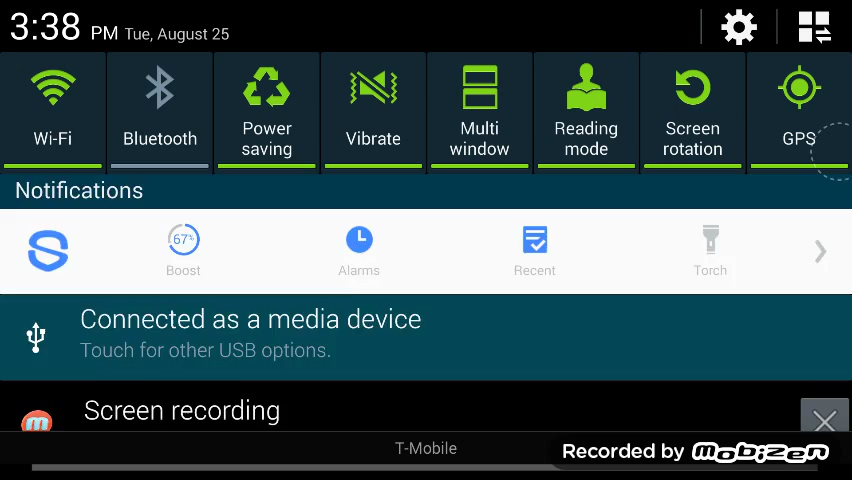 3:38 PM Tue, August 25
Wi-Fi
Bluetooth
Power
saving
Vibrate
Multi
window
Reading
mode
Screen
rotation
GPS
Notifications
67%
Boost
Alarms
Recent
Torch
Connected as a media device
Touch for other USB options.
Screen recording
T-Mobile
Recorded by mobizen